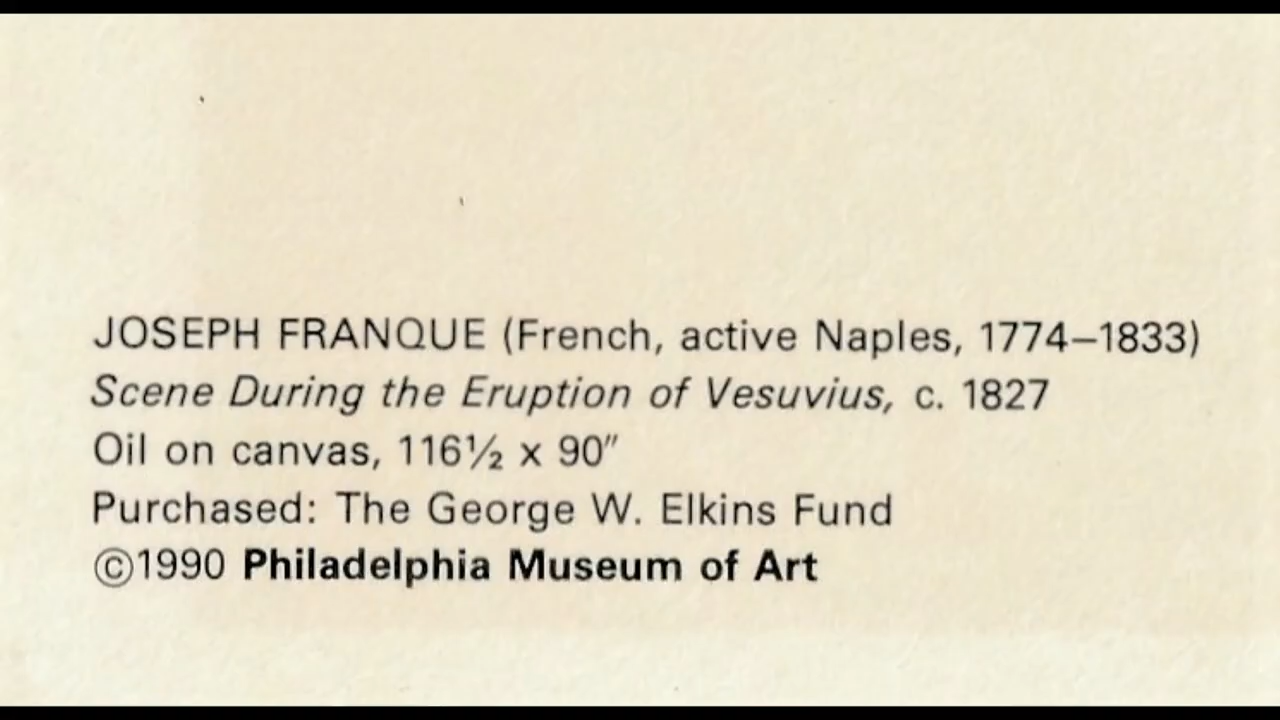 JOSEPH FRANQUE (French, active Naples, 1774–1833)
Scene During the Eruption of Vesuvius, c. 1827
Oil on canvas, 116½ x 90″
Purchased: The George W. Elkins Fund
©1990 Philadelphia Museum of Art